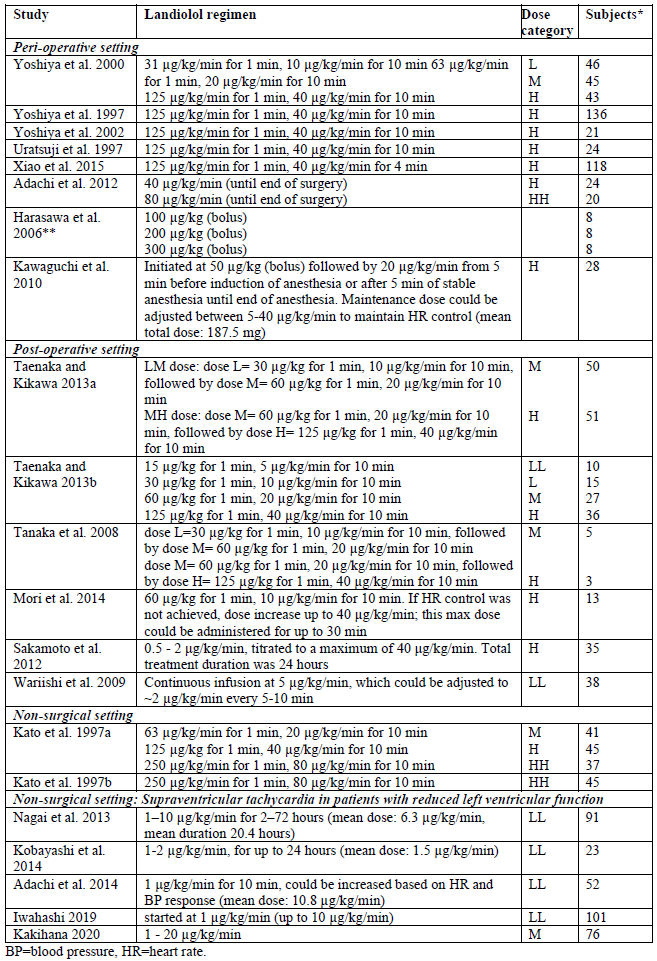 Study Landiolol regimen Dose category Subjects*
Peri-operative setting
Yoshiya et al. 2000 31 µg/kg/min for 1 min, 10 µg/kg/min for 10 min 63 µg/kg/min L 46
for 1 min, 20 µg/kg/min for 10 min M 45
125 µg/kg/min for 1 min, 40 µg/kg/min for 10 min H 43
Yoshiya et al. 1997 125 µg/kg/min for 1 min, 40 µg/kg/min for 10 min H 136
Yoshiya et al. 2002 125 µg/kg/min for 1 min, 40 µg/kg/min for 10 min H 21
Uratsuji et al. 1997 125 µg/kg/min for 1 min, 40 µg/kg/min for 10 min H 24
Xiao et al. 2015 125 µg/kg/min for 1 min, 40 µg/kg/min for 4 min H 118
Adachi et al. 2012 40 µg/kg/min (until end of surgery) H 24
80 µg/kg/min (until end of surgery) HH 20
Harasawa et al. 100 µg/kg (bolus) 8
2006** 200 µg/kg (bolus) 8
300 µg/kg (bolus) 8
Kawaguchi et al. Initiated at 50 µg/kg (bolus) followed by 20 µg/kg/min from 5 H 28
2010 min before induction of anesthesia or after 5 min of stable
anesthesia until end of anesthesia. Maintenance dose could be
adjusted between 5-40 µg/kg/min to maintain HR control (mean
total dose: 187.5 mg)
Post-operative setting
Taenaka and LM dose: dose L= 30 µg/kg for 1 min, 10 µg/kg/min for 10 min, M 50
Kikawa 2013a followed by dose M= 60 µg/kg for 1 min, 20 µg/kg/min for 10
min
MH dose: dose M= 60 µg/kg for 1 min, 20 µg/kg/min for 10 H 51
min, followed by dose H= 125 µg/kg for 1 min, 40 µg/kg/min
for 10 min
Taenaka and 15 µg/kg for 1 min, 5 µg/kg/min for 10 min LL 10
Kikawa 2013b 30 µg/kg for 1 min, 10 µg/kg/min for 10 min L 15
60 µg/kg for 1 min, 20 µg/kg/min for 10 min M 27
125 µg/kg for 1 min, 40 µg/kg/min for 10 min H 36
Tanaka et al. 2008 dose L=30 µg/kg for 1 min, 10 µg/kg/min for 10 min, followed M 5
by dose M= 60 µg/kg for 1 min, 20 µg/kg/min for 10 min
dose M= 60 µg/kg for 1 min, 20 µg/kg/min for 10 min, followed
by dose H= 125 µg/kg for 1 min, 40 µg/kg/min for 10 min H 3
Mori et al. 2014 60 µg/kg for 1 min, 10 µg/kg/min for 10 min. If HR control was H 13
not achieved, dose increase up to 40 µg/kg/min; this max dose
could be administered for up to 30 min
Sakamoto et al. 0.5 - 2 µg/kg/min, titrated to a maximum of 40 µg/kg/min. Total H 35
2012 treatment duration was 24 hours
Wariishi et al. 2009 Continuous infusion at 5 µg/kg/min, which could be adjusted to LL 38
~2 µg/kg/min every 5-10 min
Non-surgical setting
Kato et al. 1997a 63 µg/kg/min for 1 min, 20 µg/kg/min for 10 min M 41
125 µg/kg for 1 min, 40 µg/kg/min for 10 min H 45
250 µg/kg/min for 1 min, 80 µg/kg/min for 10 min HH 37
Kato et al. 1997b 250 µg/kg/min for 1 min, 80 µg/kg/min for 10 min HH 45
Non-surgical setting: Supraventricular tachycardia in patients with reduced left ventricular function
Nagai et al. 2013 1–10 µg/kg/min for 2–72 hours (mean dose: 6.3 µg/kg/min, LL 91
mean duration 20.4 hours)
Kobayashi et al. 1-2 µg/kg/min, for up to 24 hours (mean dose: 1.5 µg/kg/min) LL 23
2014
Adachi et al. 2014 1 µg/kg/min for 10 min, could be increased based on HR and LL 52
BP response (mean dose: 10.8 µg/kg/min)
Iwahashi 2019 started at 1 µg/kg/min (up to 10 µg/kg/min) LL 101
Kakihana 2020 1 - 20 µg/kg/min M 76
BP=blood pressure, HR=heart rate.